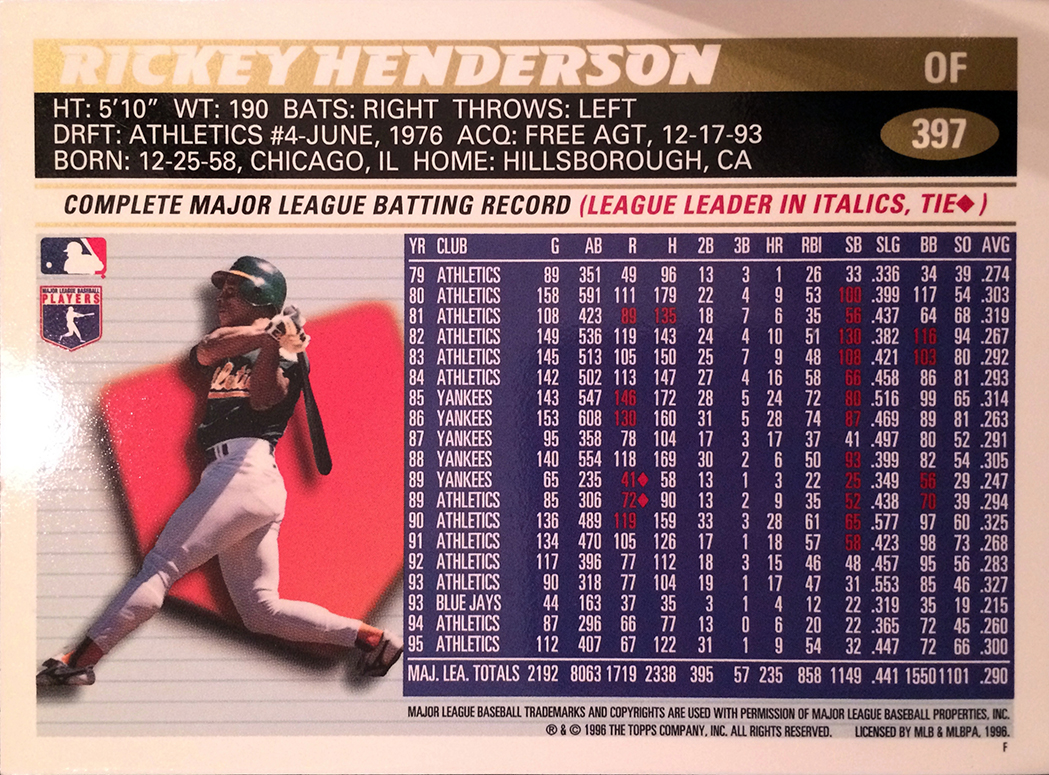 RICKEY HENDERSON OF
HT: 5'10" WT: 190 BATS: RIGHT THROWS: LEFT
DRFT: ATHLETICS #4-JUNE, 1976 ACQ: FREE AGT, 12-17-93
397
BORN: 12-25-58, CHICAGO, IL HOME: HILLSBOROUGH, CA
COMPLETE MAJOR LEAGUE BATTING RECORD (LEAGUE LEADER IN ITALICS, TIE♦)
MAJOR LEAGUE BASEBALL
PLAYERS
YR CLUB G AB R H 2B 3B HR RBI SB SLG BB SO AVG
79 ATHLETICS 89 351 49 96 13 3 1 26 33 .336 34 39 .274
80 ATHLETICS 158 591 111 179 22 4 9 53 100 .399 117 54 .303
81 ATHLETICS 108 423 89 135 18 7 6 35 56 .437 64 68 .319
82 ATHLETICS 149 536 119 143 24 4 10 51 130 .382 116 94 .267
83 ATHLETICS 145 513 105 150 25 7 9 48 108 .421 103 80 .292
84 ATHLETICS 142 502 113 147 27 4 16 58 66 .458 86 81 .293
85 YANKEES 143 547 146 172 28 5 24 72 80 .516 99 65 .314
86 YANKEES 153 608 130 160 31 5 28 74 87 .469 89 81 .263
87 YANKEES 95 358 78 104 17 3 17 37 41 .497 80 52 .291
88 YANKEES 140 554 118 169 30 2 6 50 93 .399 82 54 .305
89 YANKEES 65 235 41♦ 58 13 1 3 22 25 .349 56 29 .247
89 ATHLETICS 85 306 72♦ 90 13 2 9 35 52 .438 70 39 .294
90 ATHLETICS 136 489 119 159 33 3 28 61 65 .577 97 60 .325
91 ATHLETICS 134 470 105 126 17 1 18 57 58 .423 98 73 .268
92 ATHLETICS 117 396 77 112 18 3 15 46 48 .457 95 56 .283
93 ATHLETICS 90 318 77 104 19 1 17 47 31 .553 85 46 .327
93 BLUE JAYS 44 163 37 35 3 1 4 12 22 .319 35 19 .215
94 ATHLETICS 87 296 66 77 13 0 6 20 22 .365 72 45 .260
95 ATHLETICS 112 407 67 122 31 1 9 54 32 .447 72 66 .300
MAJ. LEA. TOTALS 2192 8063 1719 2338 395 57 235 858 1149 .441 1550 1101 .290
MAJOR LEAGUE BASEBALL TRADEMARKS AND COPYRIGHTS ARE USED WITH PERMISSION OF MAJOR LEAGUE BASEBALL PROPERTIES, INC.
® & © 1996 THE TOPPS COMPANY, INC. ALL RIGHTS RESERVED. LICENSED BY MLB & MLBPA, 1996.
F